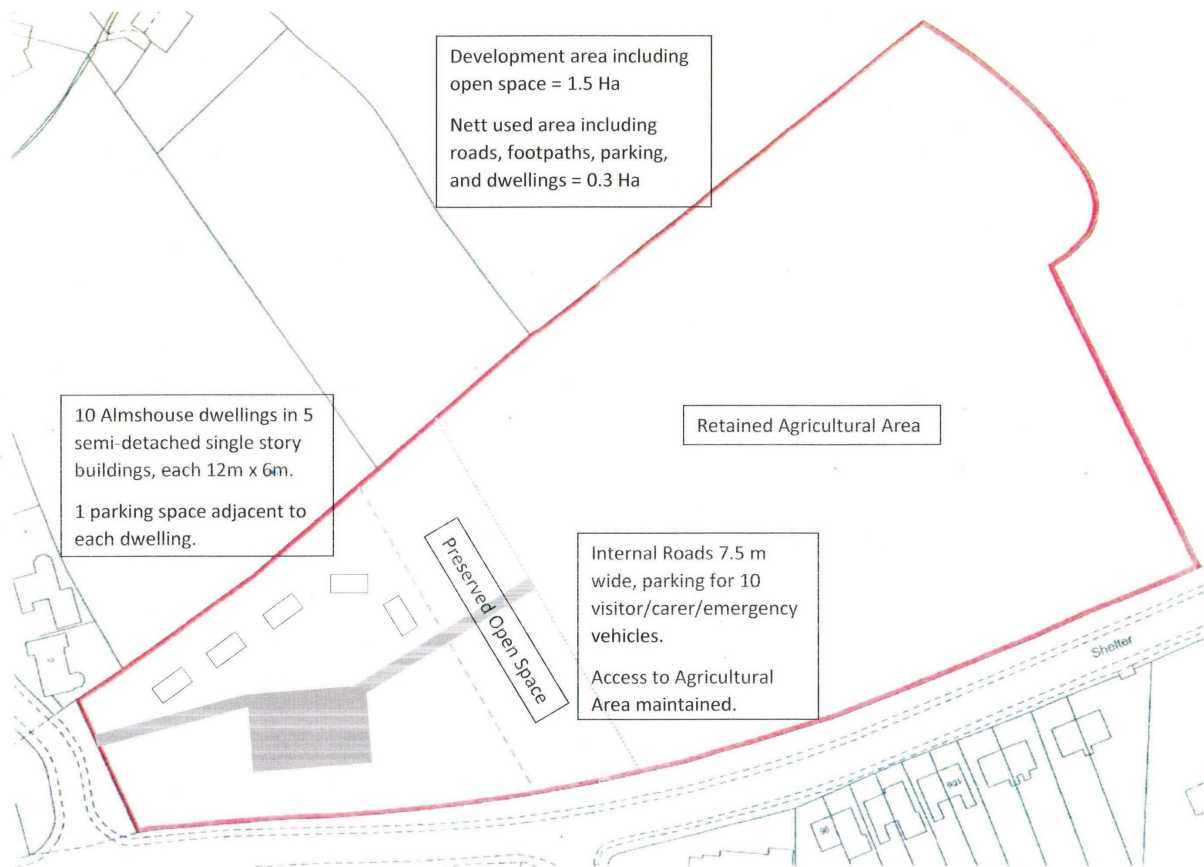 Development area including
open space = 1.5 Ha
Nett used area including
roads, footpaths, parking,
and dwellings = 0.3 Ha
10 Almshouse dwellings in 5
semi-detached single story
buildings, each 12m x 6m.
1 parking space adjacent to
each dwelling.
Retained Agricultural Area
Preserved Open Space
Internal Roads 7.5 m
wide, parking for 10
visitor/carer/emergency
vehicles.
Access to Agricultural
Area maintained.
Shelter